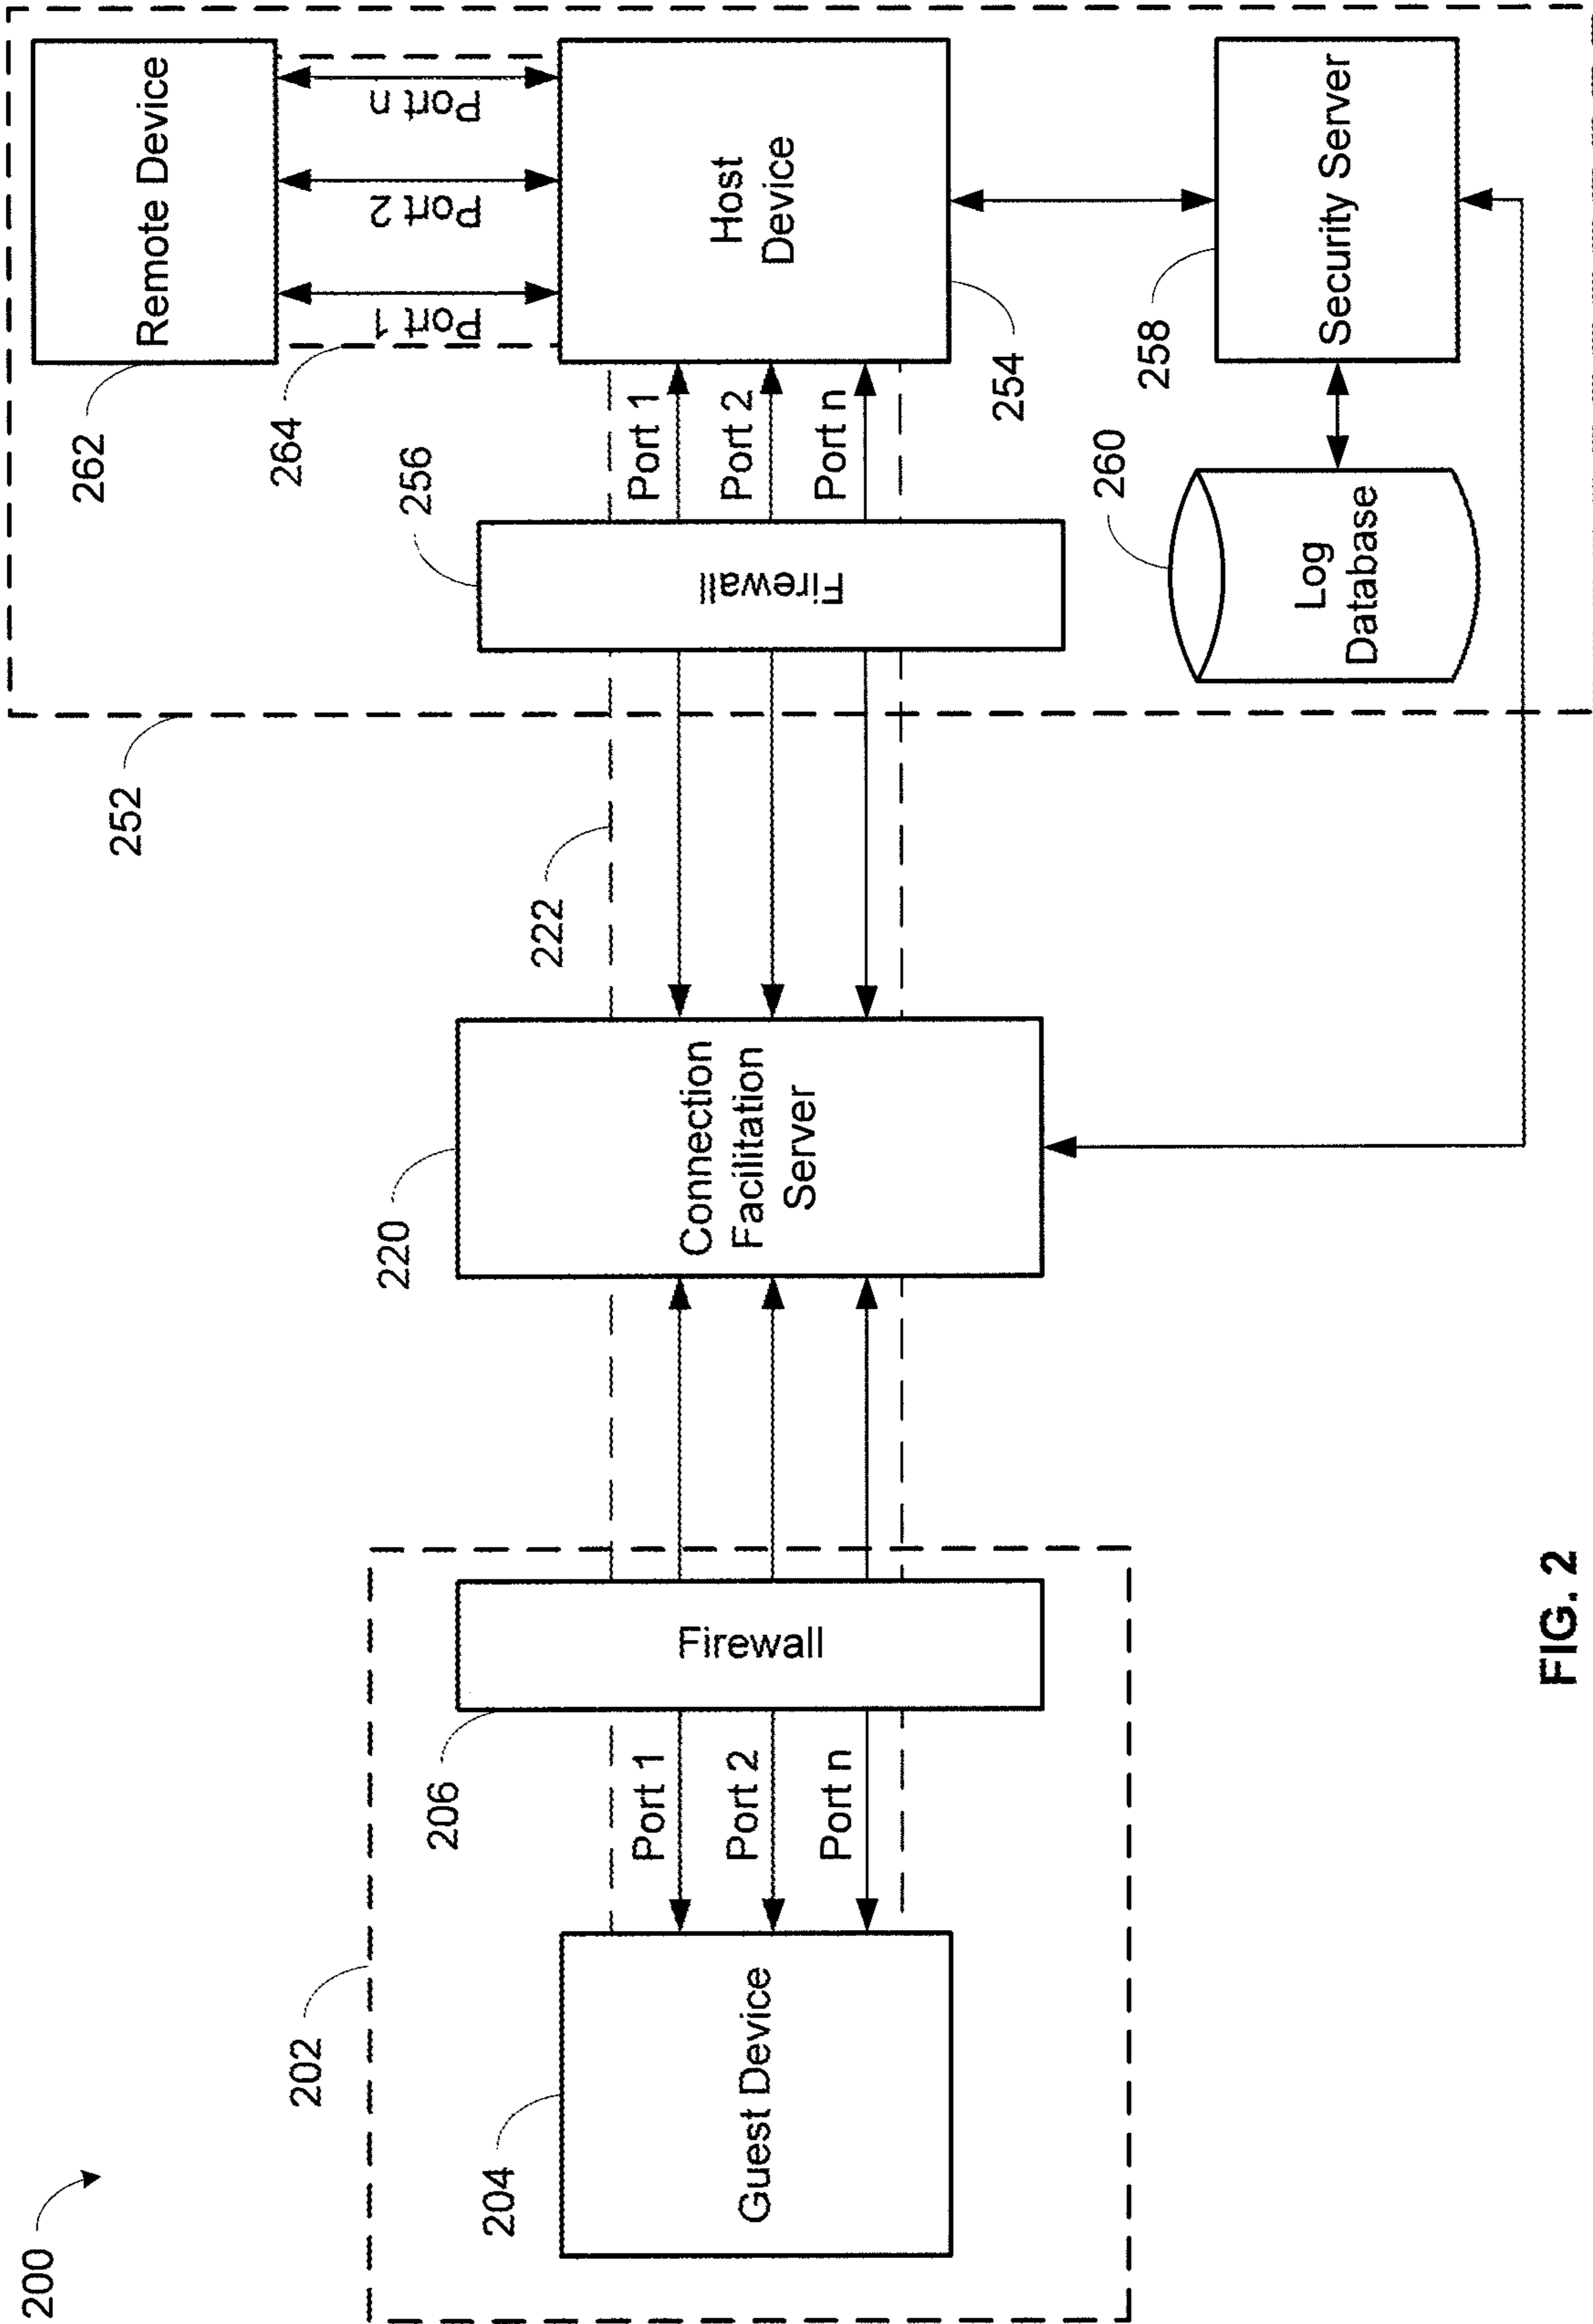 200
202
204
Guest Device
206
Firewall
Port 1
Port 2
Port n
220
Connection
Facilitation
Server
222
252
256
Firewall
Port 1
Port 2
Port n
262
Remote Device
264
Port 1
Port 2
Port n
Host
Device
254
258
Security Server
260
Log
Database
FIG. 2